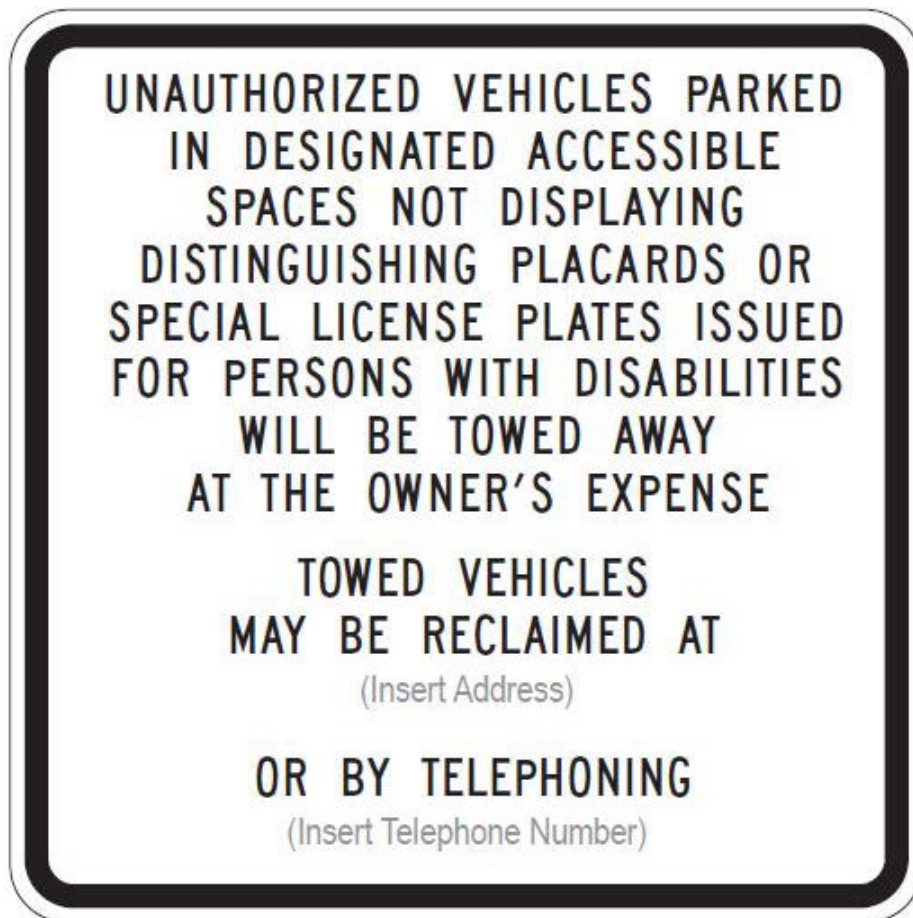 UNAUTHORIZED VEHICLES PARKED
IN DESIGNATED ACCESSIBLE
SPACES NOT DISPLAYING
DISTINGUISHING PLACARDS OR
SPECIAL LICENSE PLATES ISSUED
FOR PERSONS WITH DISABILITIES
WILL BE TOWED AWAY
AT THE OWNER'S EXPENSE
TOWED VEHICLES
MAY BE RECLAIMED AT
(Insert Address)
OR BY TELEPHONING
(Insert Telephone Number)